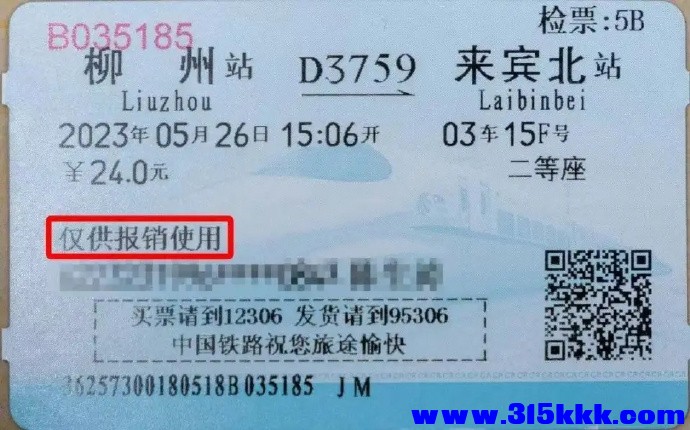 检票:5B
B035185
柳州站 D3759 来宾北站
Liuzhou Laibinbei
2023年05月26日 15:06开 03车15F号
¥24.0元 二等座
仅供报销使用
买票请到12306 发货请到95306
中国铁路祝您旅途愉快
36257300180518B035185 JM
www.315kkk.com